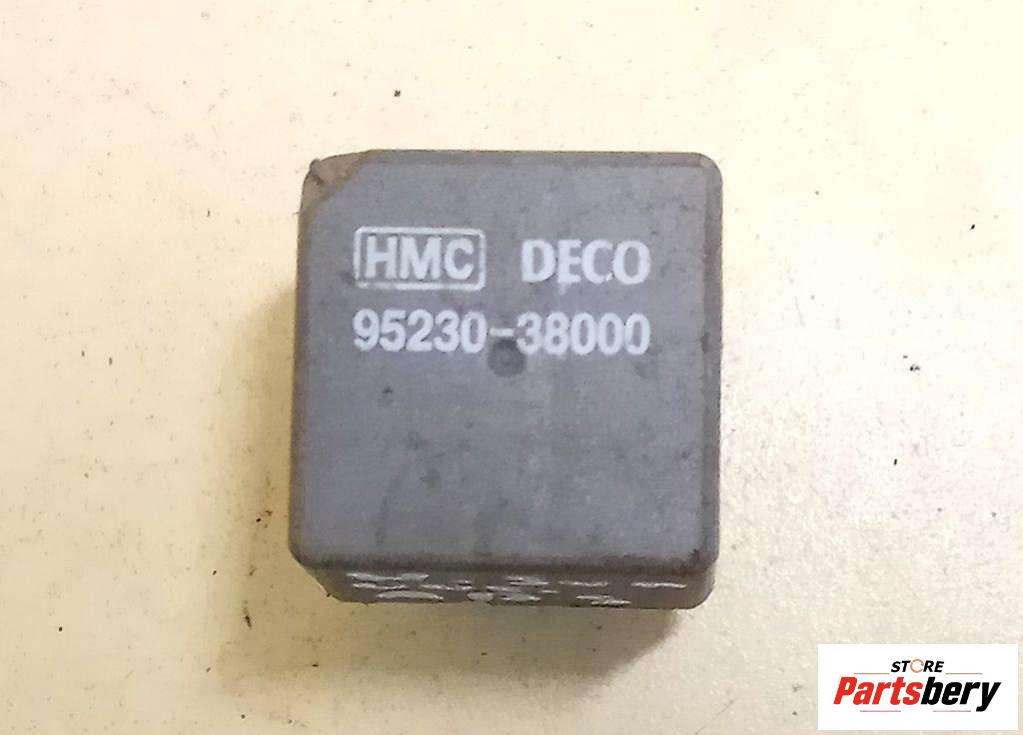 HMC DECO
95230-38000
STORE
Partsbery